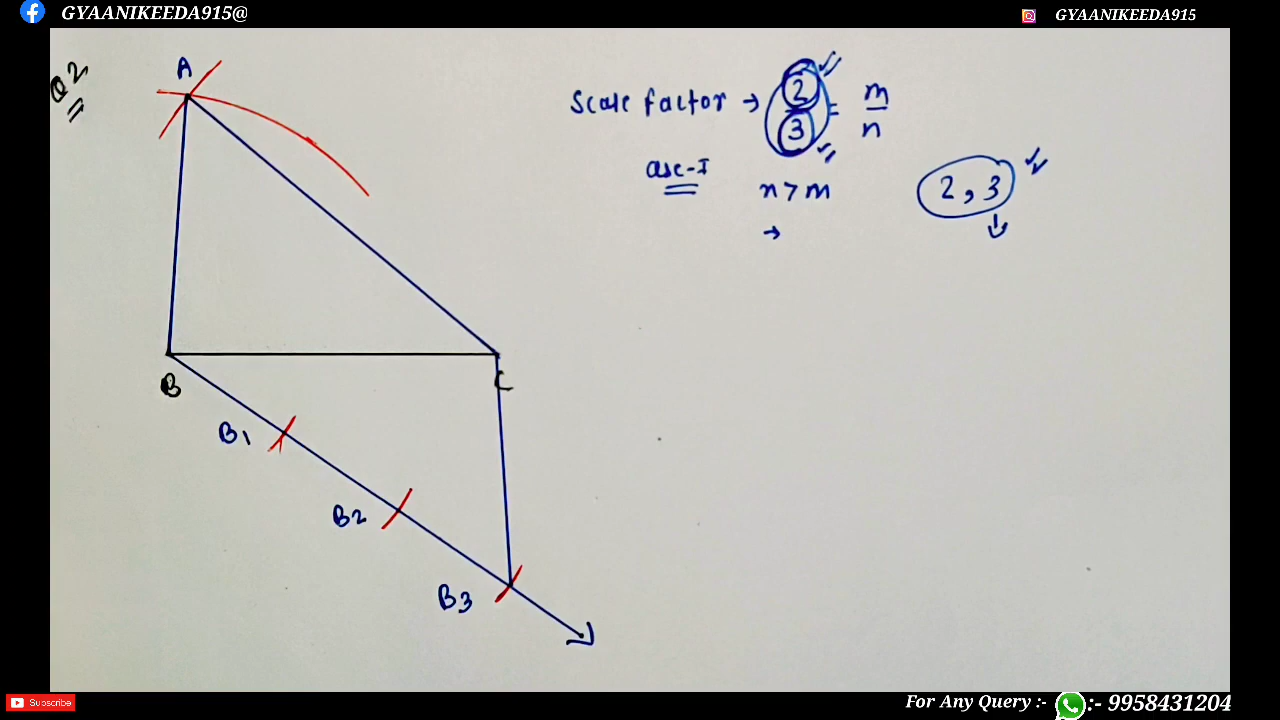 GYAANIKEEDA915@
GYAANIKEEDA915
Q2
A
Scale factor → 2/3 = m/n
case-I n > m 2, 3
→
B
C
B1
B2
B3
Subscribe
For Any Query :- :- 9958431204